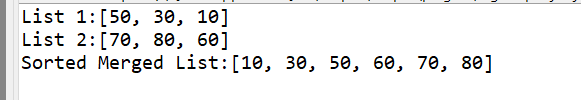 List 1:[50, 30, 10]
List 2:[70, 80, 60]
Sorted Merged List:[10, 30, 50, 60, 70, 80]